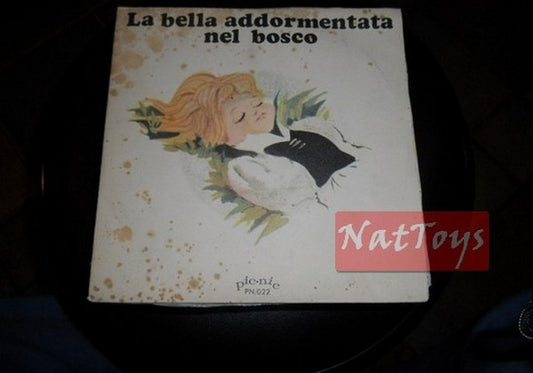 La bella addormentata
nel bosco
NatToys
pic•nic
PN 022